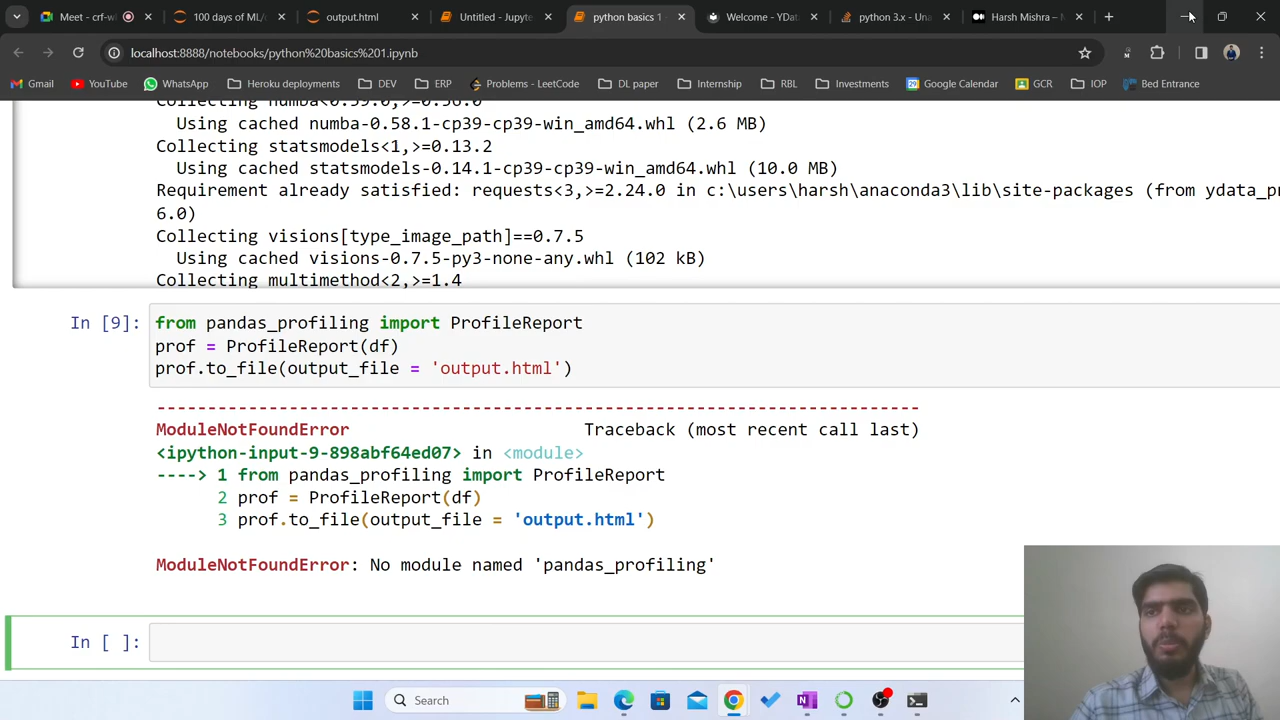 Meet - crf-w
100 days of ML/
output.html
Untitled - Jupyte
python basics 1
Welcome - YDat
python 3.x - Una
Harsh Mishra – M
localhost:8888/notebooks/python%20basics%201.ipynb
Gmail
YouTube
WhatsApp
Heroku deployments
DEV
ERP
Problems - LeetCode
DL paper
Internship
RBL
Investments
Google Calendar
GCR
IOP
Bed Entrance
Collecting numba<0.59.0,>=0.56.0
Using cached numba-0.58.1-cp39-cp39-win_amd64.whl (2.6 MB)
Collecting statsmodels<1,>=0.13.2
Using cached statsmodels-0.14.1-cp39-cp39-win_amd64.whl (10.0 MB)
Requirement already satisfied: requests<3,>=2.24.0 in c:\users\harsh\anaconda3\lib\site-packages (from ydata_pr
6.0)
Collecting visions[type_image_path]==0.7.5
Using cached visions-0.7.5-py3-none-any.whl (102 kB)
Collecting multimethod<2,>=1.4
In [9]:
from pandas_profiling import ProfileReport
prof = ProfileReport(df)
prof.to_file(output_file = 'output.html')
---------------------------------------------------------------------------
ModuleNotFoundError Traceback (most recent call last)
<ipython-input-9-898abf64ed07> in <module>
----> 1 from pandas_profiling import ProfileReport
2 prof = ProfileReport(df)
3 prof.to_file(output_file = 'output.html')
ModuleNotFoundError: No module named 'pandas_profiling'
In [ ]:
Search